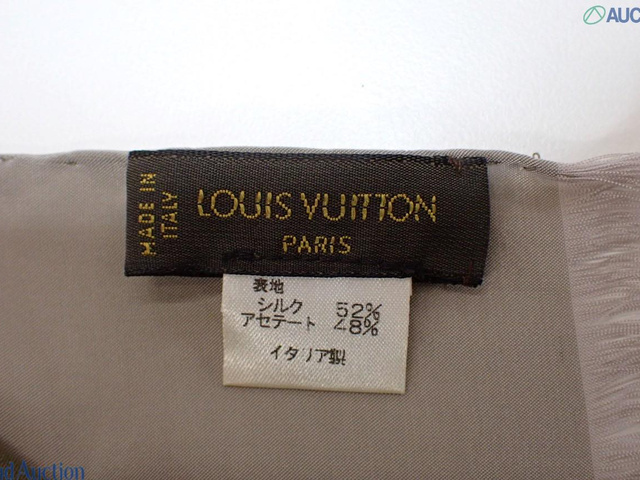 AUC
MADE IN
ITALY
LOUIS VUITTON
PARIS
表地
シルク 52%
アセテート 48%
イタリア製
Auction